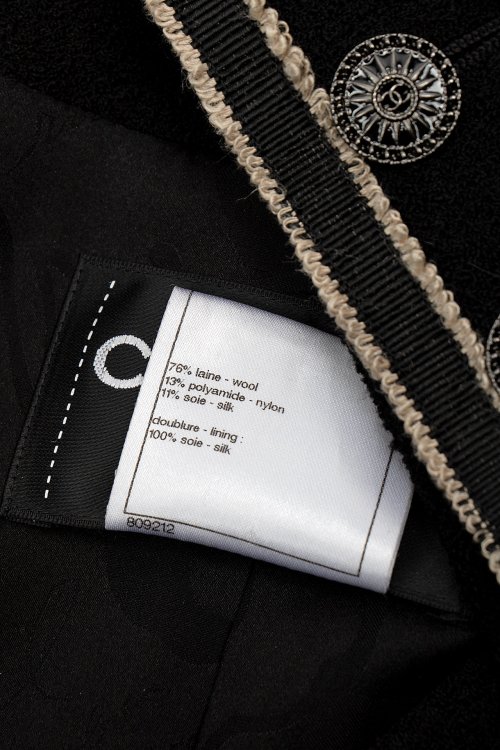 C
76% laine - wool
13% polyamide - nylon
11% soie - silk
doublure - lining :
100% soie - silk
809212